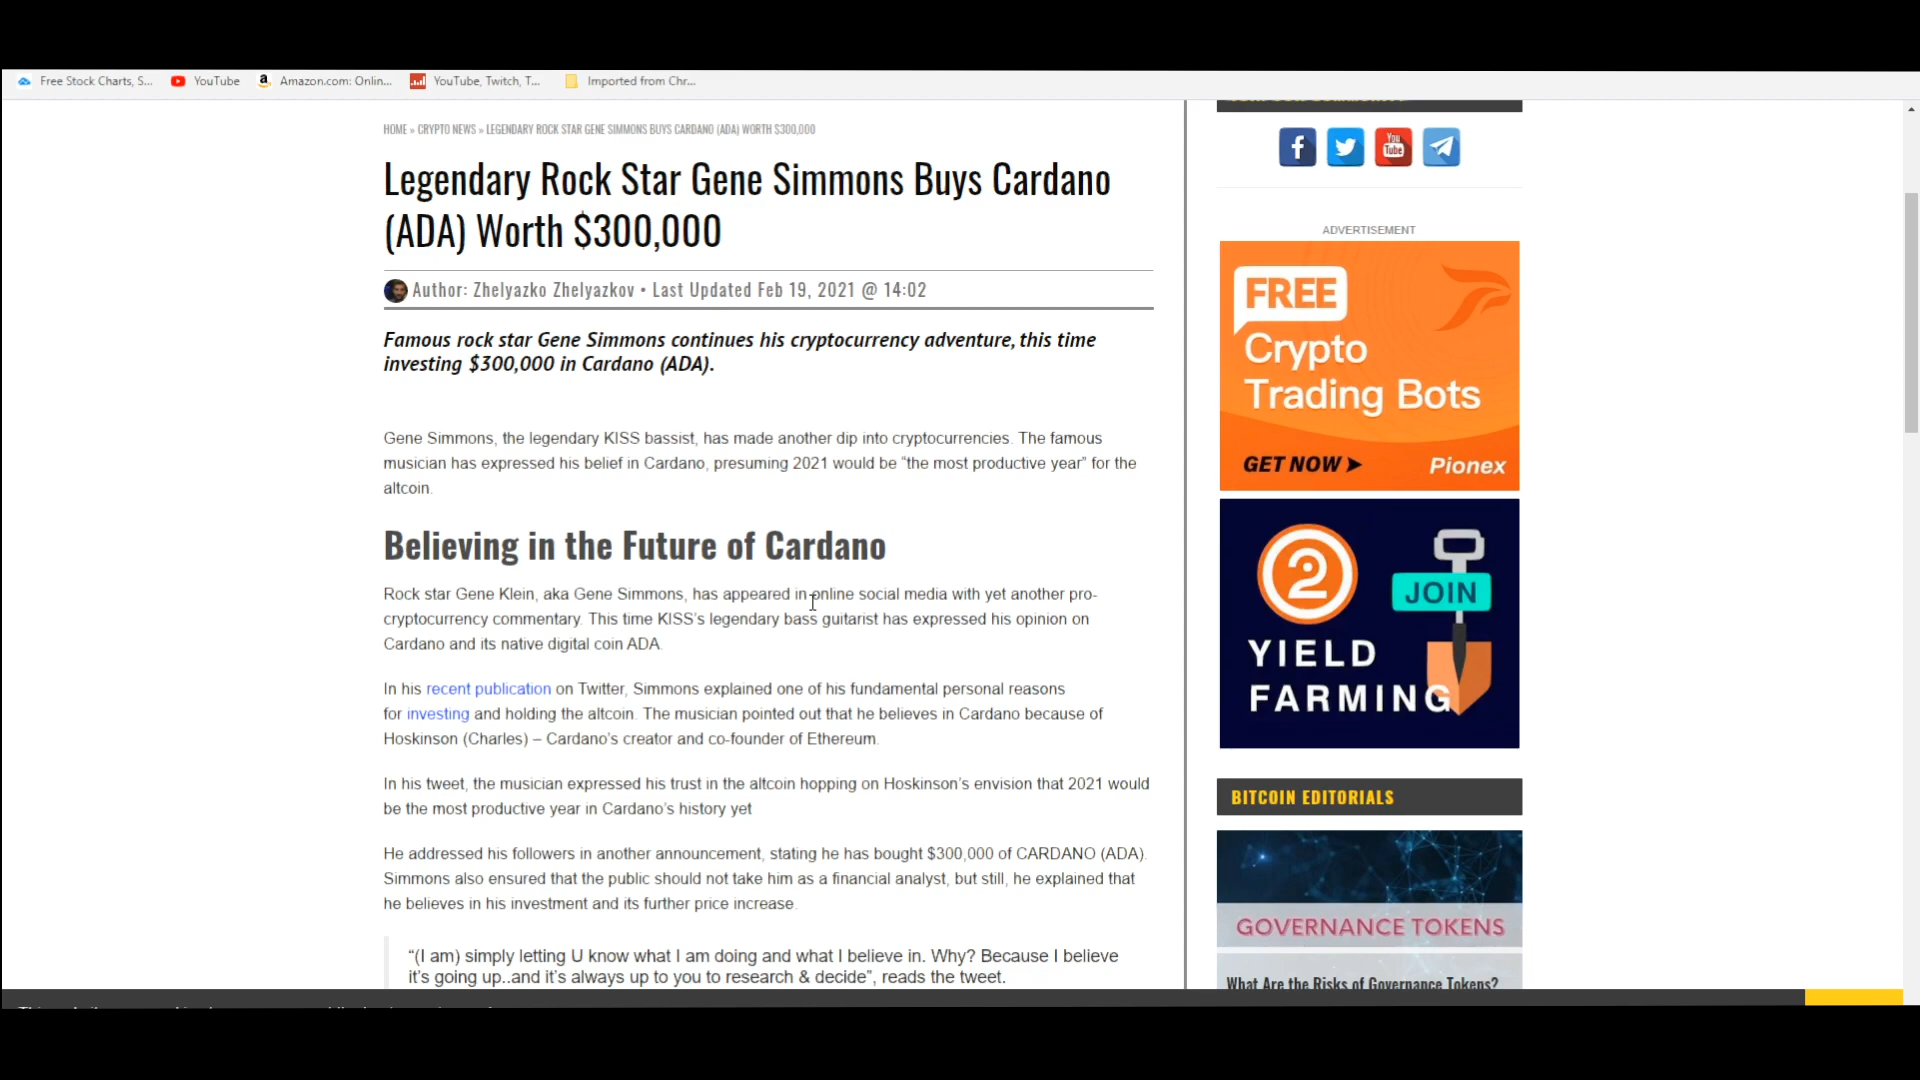 Free Stock Charts, S...
YouTube
Amazon.com: Onlin...
YouTube, Twitch, T...
Imported from Chr...
HOME » CRYPTO NEWS » LEGENDARY ROCK STAR GENE SIMMONS BUYS CARDANO (ADA) WORTH $300,000
Legendary Rock Star Gene Simmons Buys Cardano
(ADA) Worth $300,000
Author: Zhelyazko Zhelyazkov • Last Updated Feb 19, 2021 @ 14:02
Famous rock star Gene Simmons continues his cryptocurrency adventure, this time
investing $300,000 in Cardano (ADA).
Gene Simmons, the legendary KISS bassist, has made another dip into cryptocurrencies. The famous
musician has expressed his belief in Cardano, presuming 2021 would be “the most productive year” for the
altcoin.
Believing in the Future of Cardano
Rock star Gene Klein, aka Gene Simmons, has appeared in online social media with yet another pro-
cryptocurrency commentary. This time KISS’s legendary bass guitarist has expressed his opinion on
Cardano and its native digital coin ADA.
In his recent publication on Twitter, Simmons explained one of his fundamental personal reasons
for investing and holding the altcoin. The musician pointed out that he believes in Cardano because of
Hoskinson (Charles) – Cardano’s creator and co-founder of Ethereum.
In his tweet, the musician expressed his trust in the altcoin hopping on Hoskinson’s envision that 2021 would
be the most productive year in Cardano’s history yet
He addressed his followers in another announcement, stating he has bought $300,000 of CARDANO (ADA).
Simmons also ensured that the public should not take him as a financial analyst, but still, he explained that
he believes in his investment and its further price increase.
“(I am) simply letting U know what I am doing and what I believe in. Why? Because I believe
it’s going up..and it’s always up to you to research & decide”, reads the tweet.
You
Tube
ADVERTISEMENT
FREE
Crypto
Trading Bots
GET NOW
Pionex
2
JOIN
YIELD
FARMING
BITCOIN EDITORIALS
GOVERNANCE TOKENS
What Are the Risks of Governance Tokens?